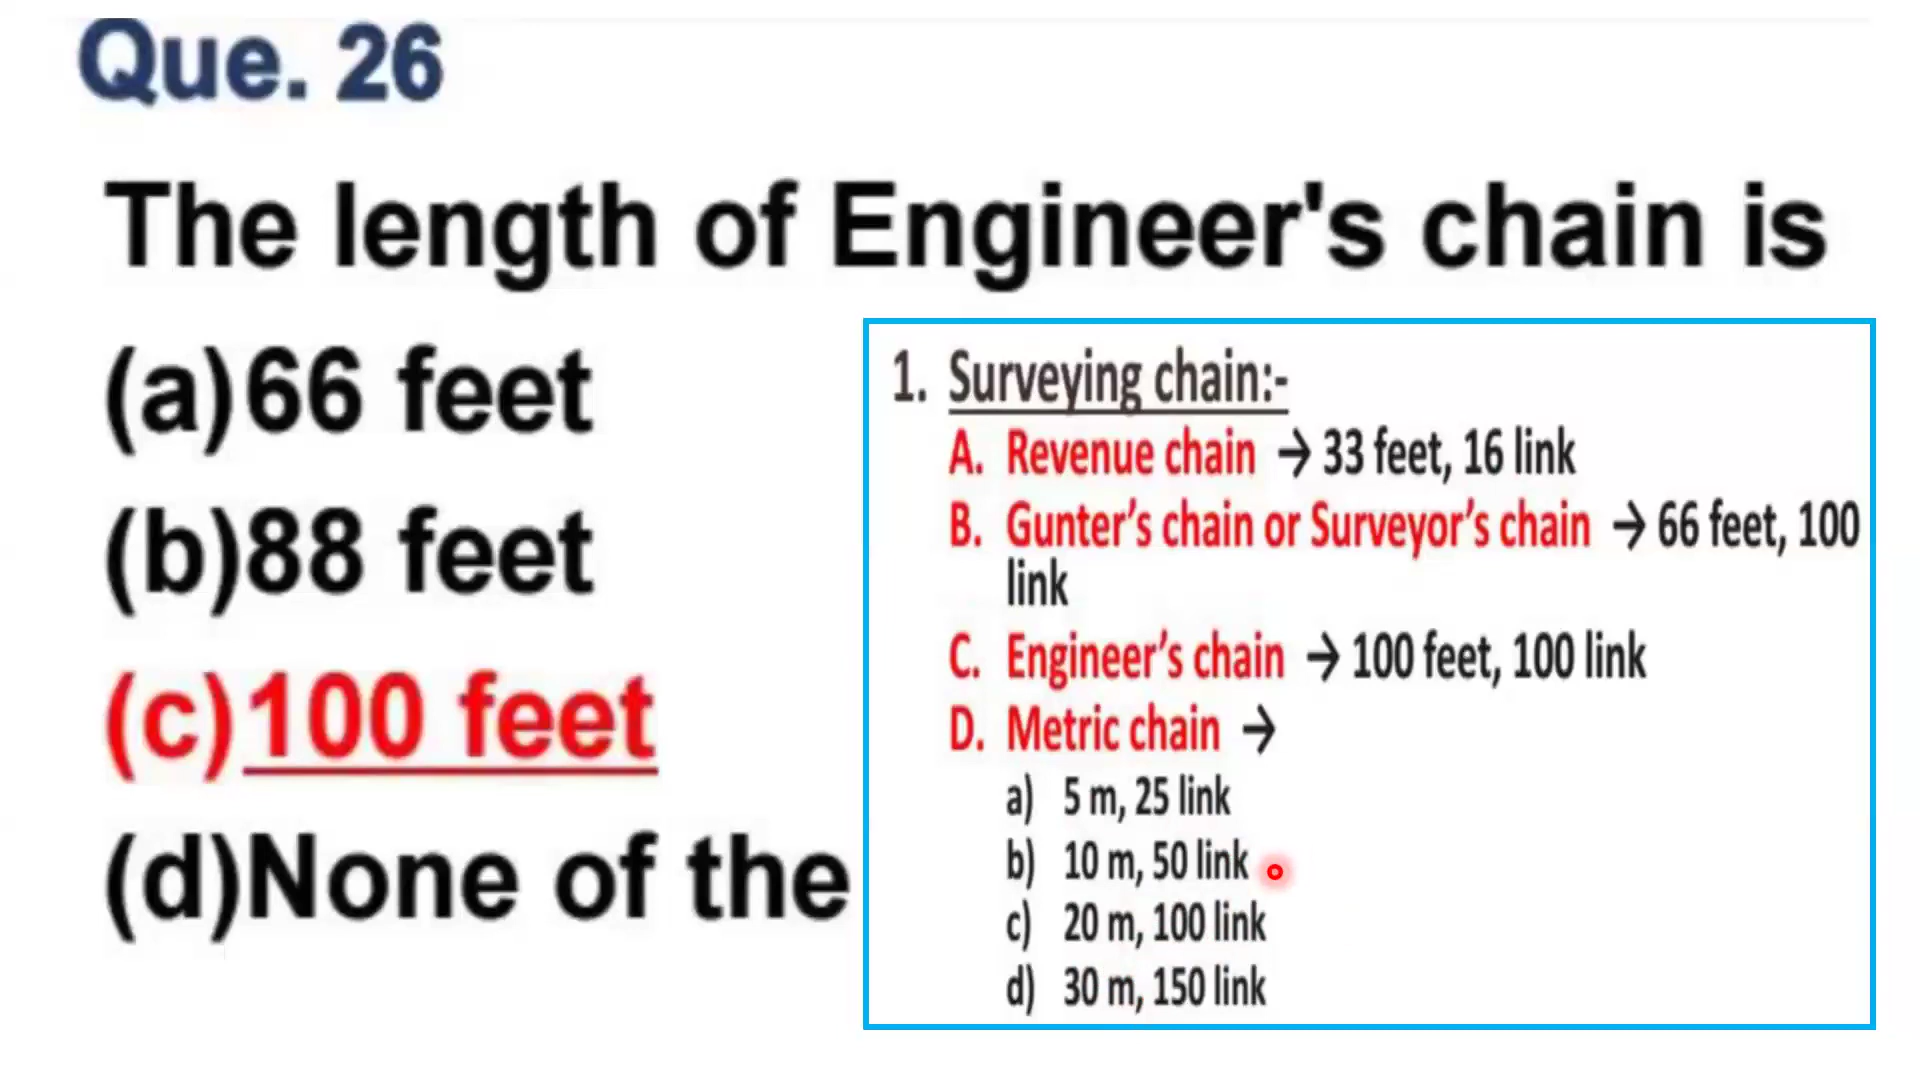 Que. 26
The length of Engineer's chain is
(a)66 feet
(b)88 feet
(c)100 feet
(d)None of the
1. Surveying chain:-
A. Revenue chain → 33 feet, 16 link
B. Gunter’s chain or Surveyor’s chain → 66 feet, 100
link
C. Engineer’s chain → 100 feet, 100 link
D. Metric chain →
a) 5 m, 25 link
b) 10 m, 50 link
c) 20 m, 100 link
d) 30 m, 150 link